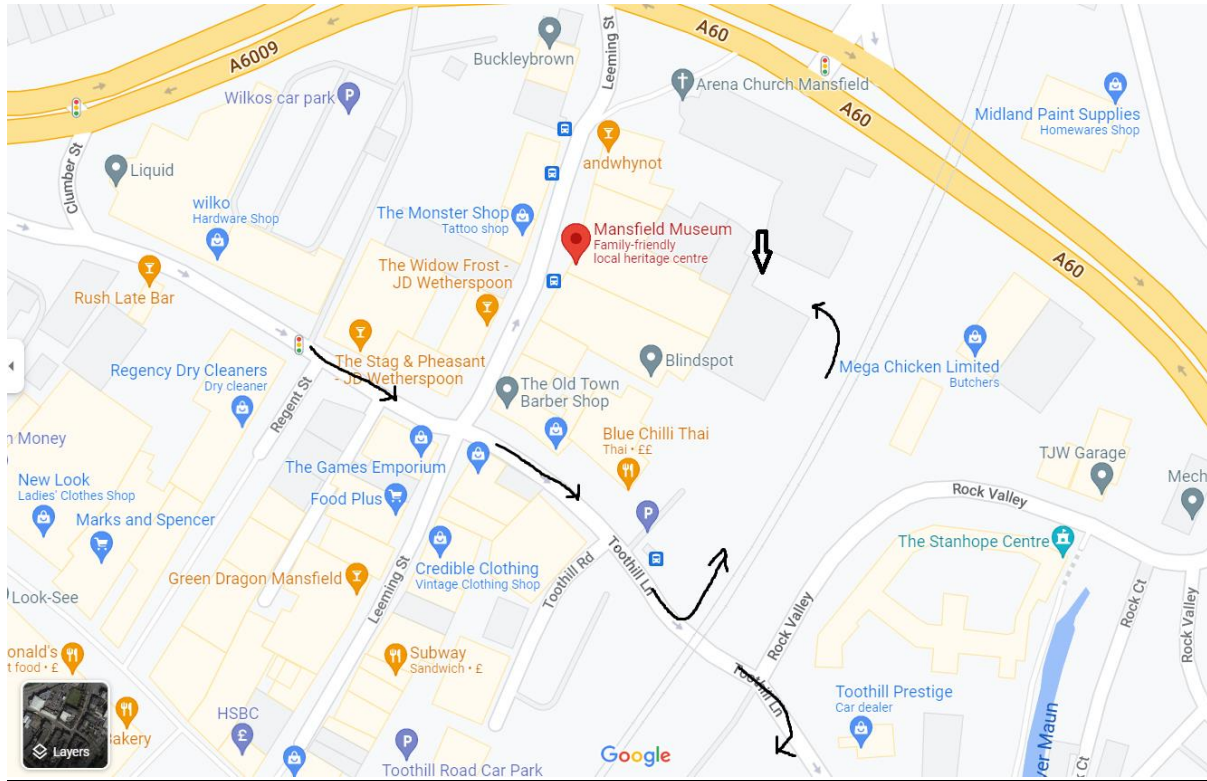 A60
Leeming St
Buckleybrown
A6009
Arena Church Mansfield
Wilkos car park
P
A60
Midland Paint Supplies
Homewares Shop
andwhynot
Clumber St
Liquid
wilko
Hardware Shop
The Monster Shop
Tattoo shop
Mansfield Museum
Family-friendly
local heritage centre
A60
The Widow Frost -
JD Wetherspoon
Rush Late Bar
The Stag & Pheasant
- JD Wetherspoon
Blindspot
Mega Chicken Limited
Butchers
Regency Dry Cleaners
Dry cleaner
Regent St
The Old Town
Barber Shop
Blue Chilli Thai
Thai • ££
n Money
The Games Emporium
TJW Garage
Mech
New Look
Ladies' Clothes Shop
Food Plus
Rock Valley
P
Marks and Spencer
The Stanhope Centre
Credible Clothing
Vintage Clothing Shop
Toothill Rd
Toothill Ln
Green Dragon Mansfield
Leeming St
Look-See
Rock Valley
Rock Ct
Rock Valley
onald's
t food • £
Subway
Sandwich • £
Toothill Ln
Toothill Prestige
Car dealer
HSBC
£
Bakery
Layers
P
Toothill Road Car Park
Google
ver Maun
Ct